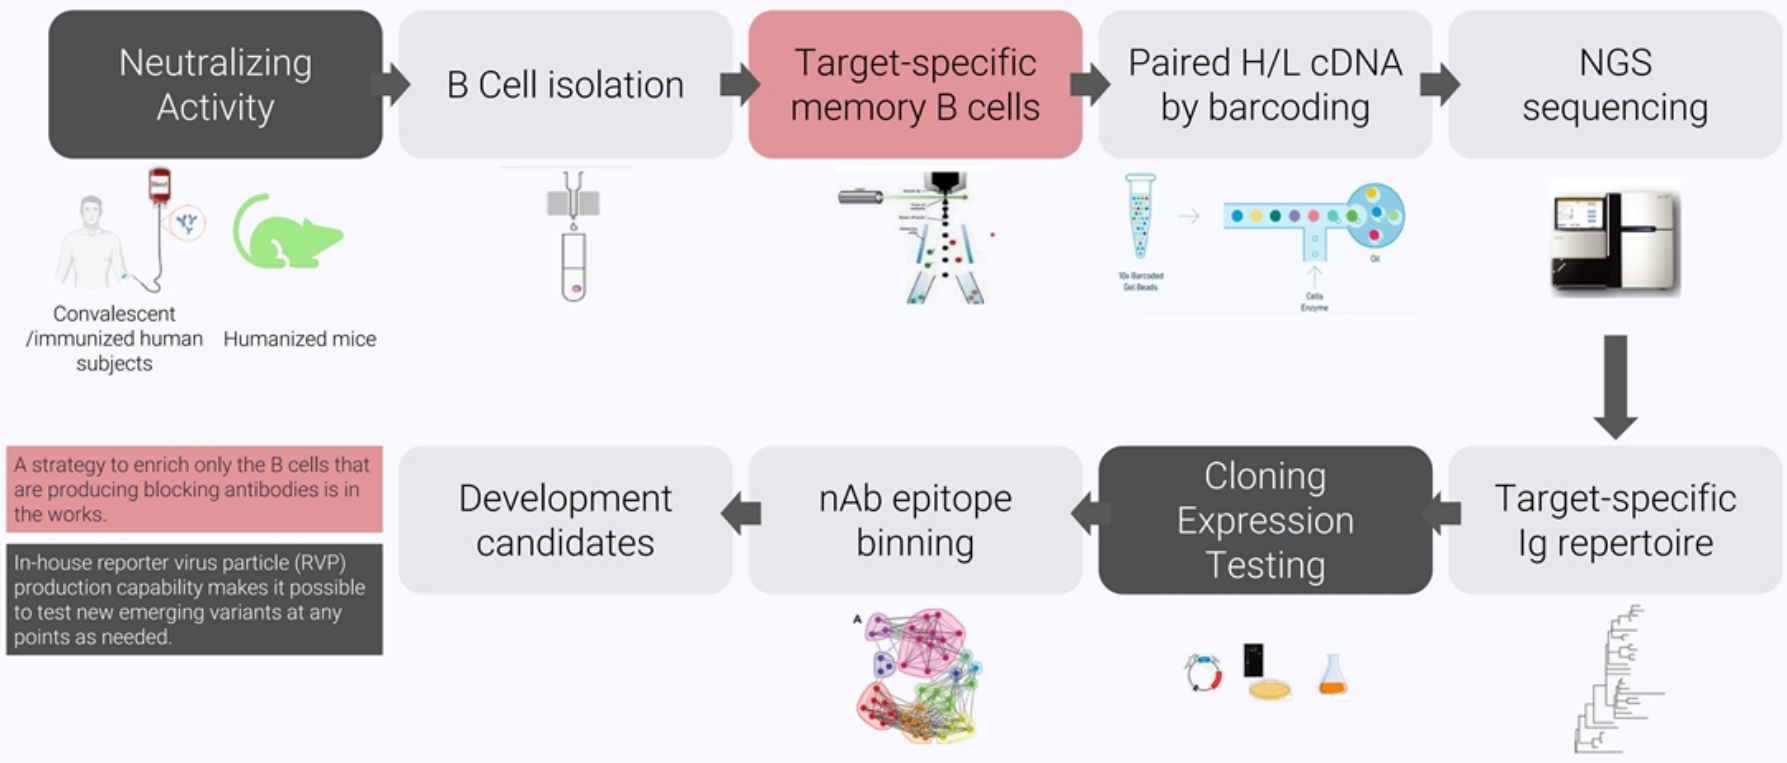 Neutralizing
Activity
B Cell isolation
Target-specific
memory B cells
Paired H/L cDNA
by barcoding
NGS
sequencing
Convalescent
/immunized human
subjects
Humanized mice
10x Barcoded
Gel Beads
Cells
Enzyme
Oil
A strategy to enrich only the B cells that
are producing blocking antibodies is in
the works.
In-house reporter virus particle (RVP)
production capability makes it possible
to test new emerging variants at any
points as needed.
Development
candidates
nAb epitope
binning
Cloning
Expression
Testing
Target-specific
Ig repertoire
A